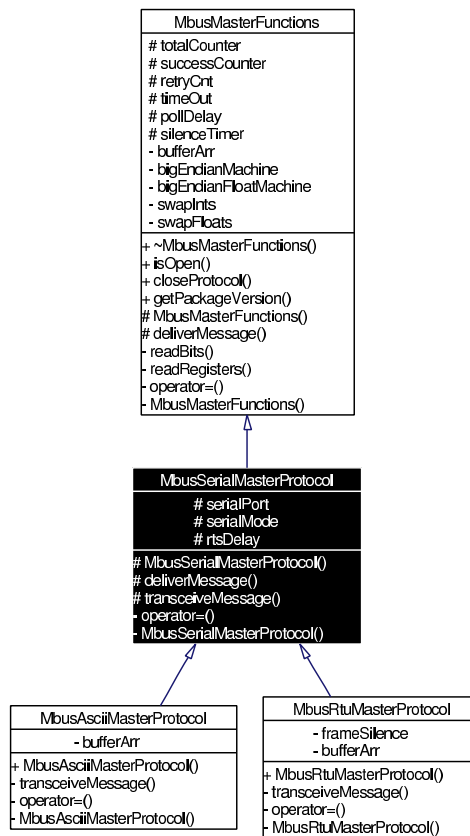 MbusMasterFunctions
# totalCounter
# successCounter
# retryCnt
# timeOut
# pollDelay
# silenceTimer
- bufferArr
- bigEndianMachine
- bigEndianFloatMachine
- swapInts
- swapFloats
+ ~MbusMasterFunctions()
+ isOpen()
+ closeProtocol()
+ getPackageVersion()
# MbusMasterFunctions()
# deliverMessage()
- readBits()
- readRegisters()
- operator=()
- MbusMasterFunctions()
MbusSerialMasterProtocol
# serialPort
# serialMode
# rtsDelay
# MbusSerialMasterProtocol()
# deliverMessage()
# transceiveMessage()
- operator=()
- MbusSerialMasterProtocol()
MbusAsciiMasterProtocol
- bufferArr
+ MbusAsciiMasterProtocol()
- transceiveMessage()
- operator=()
- MbusAsciiMasterProtocol()
MbusRtuMasterProtocol
- frameSilence
- bufferArr
+ MbusRtuMasterProtocol()
- transceiveMessage()
- operator=()
- MbusRtuMasterProtocol()